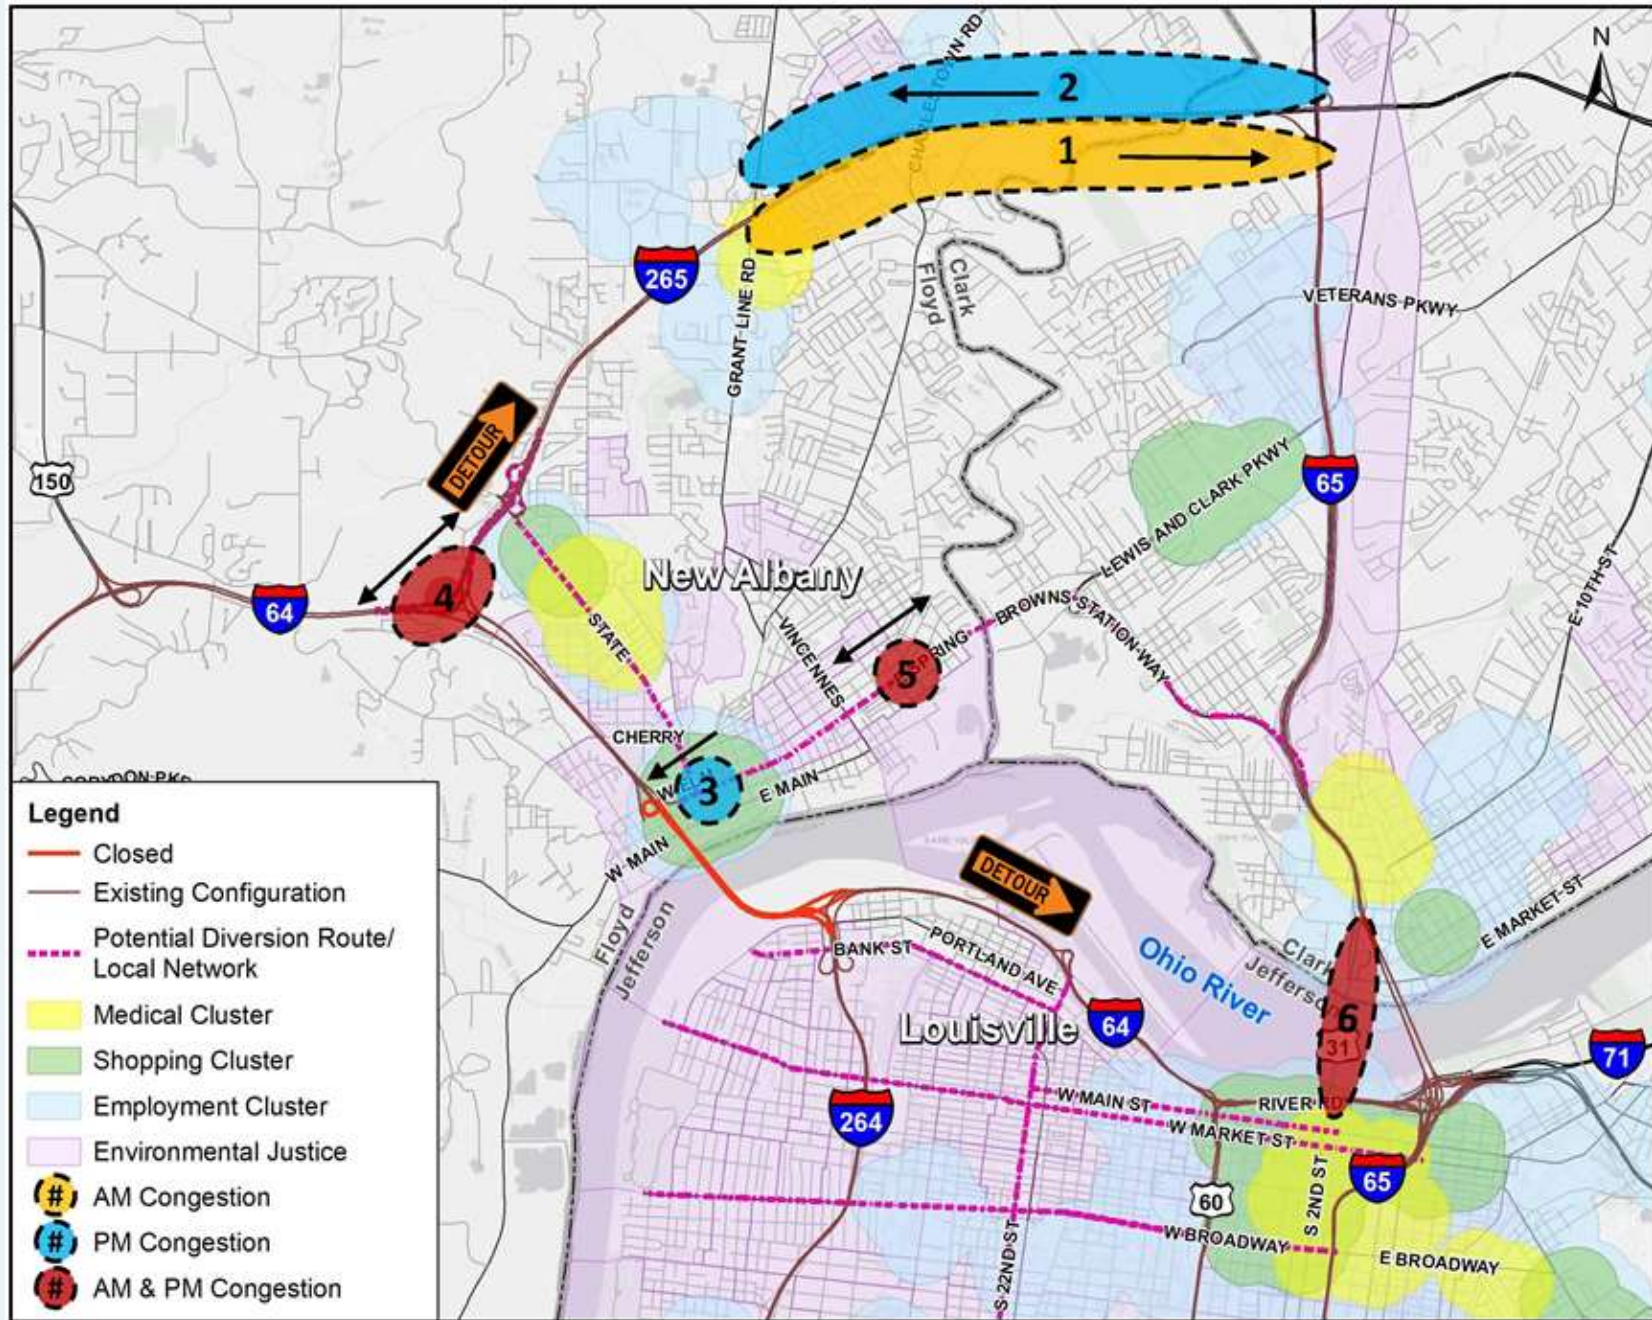 CHARLESTOWN RD
N
2
1
265
GRANT LINE RD
Clark
Floyd
VETERANS PKWY
DETOUR
150
65
LEWIS AND CLARK PKWY
64
4
New Albany
STATE
VINCENNES
5
SPRING
BROWNS STATION WAY
E 10TH ST
CHERRY
3
E MAIN
W MAIN
DETOUR
E MARKET ST
Floyd
Jefferson
BANK ST
PORTLAND AVE
Ohio River
Clark
Jefferson
6
31
Louisville
64
71
264
W MAIN ST
RIVER RD
W MARKET ST
65
60
S 2ND ST
S 22ND ST
W BROADWAY
E BROADWAY
Legend
Closed
Existing Configuration
Potential Diversion Route/
Local Network
Medical Cluster
Shopping Cluster
Employment Cluster
Environmental Justice
# AM Congestion
# PM Congestion
# AM & PM Congestion